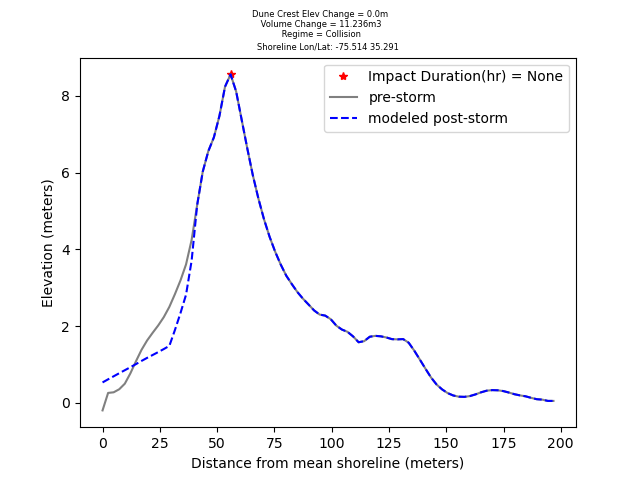 Dune Crest Elev Change = 0.0m
Volume Change = 11.236m3
Regime = Collision
Shoreline Lon/Lat: -75.514 35.291
Impact Duration(hr) = None
pre-storm
modeled post-storm
Elevation (meters)
8
6
4
2
0
0 25 50 75 100 125 150 175 200
Distance from mean shoreline (meters)